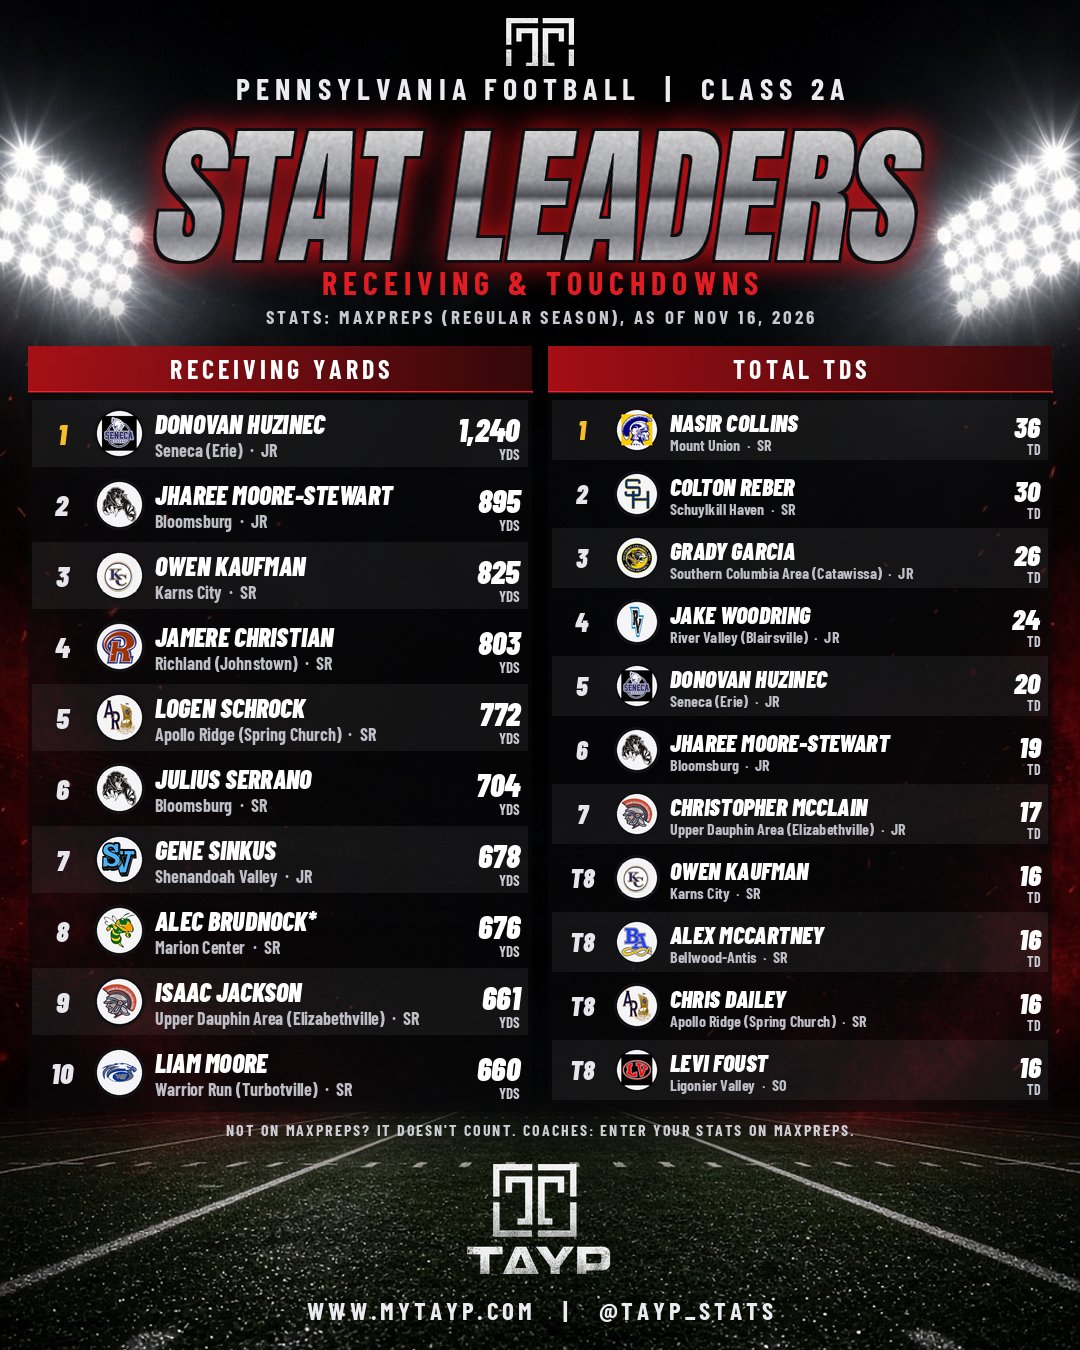 PENNSYLVANIA FOOTBALL | CLASS 2A
STAT LEADERS
RECEIVING & TOUCHDOWNS
STATS: MAXPREPS (REGULAR SEASON), AS OF NOV 16, 2026
RECEIVING YARDS
1 DONOVAN HUZINEC 1,240
Seneca (Erie) · JR YDS
2 JHAREE MOORE-STEWART 895
Bloomsburg · JR YDS
3 OWEN KAUFMAN 825
Karns City · SR YDS
4 JAMERE CHRISTIAN 803
Richland (Johnstown) · SR YDS
5 LOGEN SCHROCK 772
Apollo Ridge (Spring Church) · SR YDS
6 JULIUS SERRANO 704
Bloomsburg · SR YDS
7 GENE SINKUS 678
Shenandoah Valley · JR YDS
8 ALEC BRUDNOCK* 676
Marion Center · SR YDS
9 ISAAC JACKSON 661
Upper Dauphin Area (Elizabethville) · SR YDS
10 LIAM MOORE 660
Warrior Run (Turbotville) · SR YDS
TOTAL TDS
1 NASIR COLLINS 36
Mount Union · SR TD
2 COLTON REBER 30
Schuylkill Haven · SR TD
3 GRADY GARCIA 26
Southern Columbia Area (Catawissa) · JR TD
4 JAKE WOODRING 24
River Valley (Blairsville) · JR TD
5 DONOVAN HUZINEC 20
Seneca (Erie) · JR TD
6 JHAREE MOORE-STEWART 19
Bloomsburg · JR TD
7 CHRISTOPHER MCCLAIN 17
Upper Dauphin Area (Elizabethville) · JR TD
T8 OWEN KAUFMAN 16
Karns City · SR TD
T8 ALEX MCCARTNEY 16
Bellwood-Antis · SR TD
T8 CHRIS DAILEY 16
Apollo Ridge (Spring Church) · SR TD
T8 LEVI FOUST 16
Ligonier Valley · SO TD
NOT ON MAXPREPS? IT DOESN'T COUNT. COACHES: ENTER YOUR STATS ON MAXPREPS.
TAYP
WWW.MYTAYP.COM | @TAYP_STATS